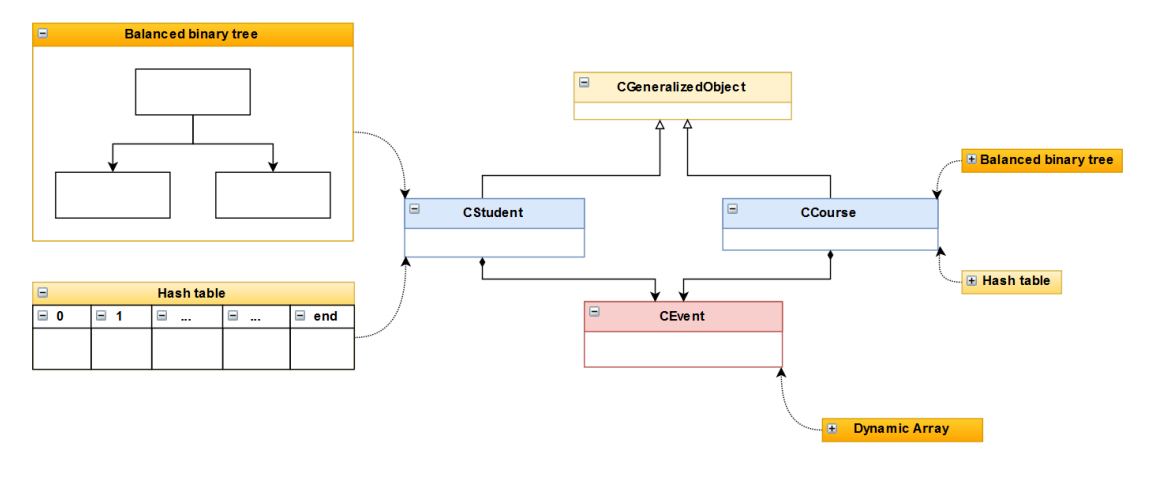 Balanced binary tree
CGeneralizedObject
Balanced binary tree
CStudent
CCourse
Hash table
Hash table
0 1 ... ... end
CEvent
Dynamic Array